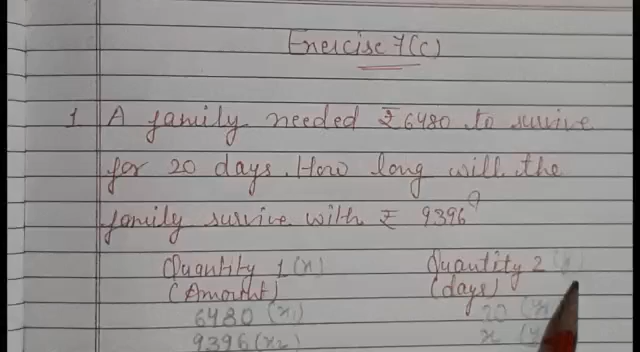 Exercise 7(c)
1 A family needed ₹6480 to survive
for 20 days. How long will the
family survive with ₹ 9396?
Quantity 1(x) Quantity 2
(Amount) (days)
6480 (x₁) 20
9396(x₂) x